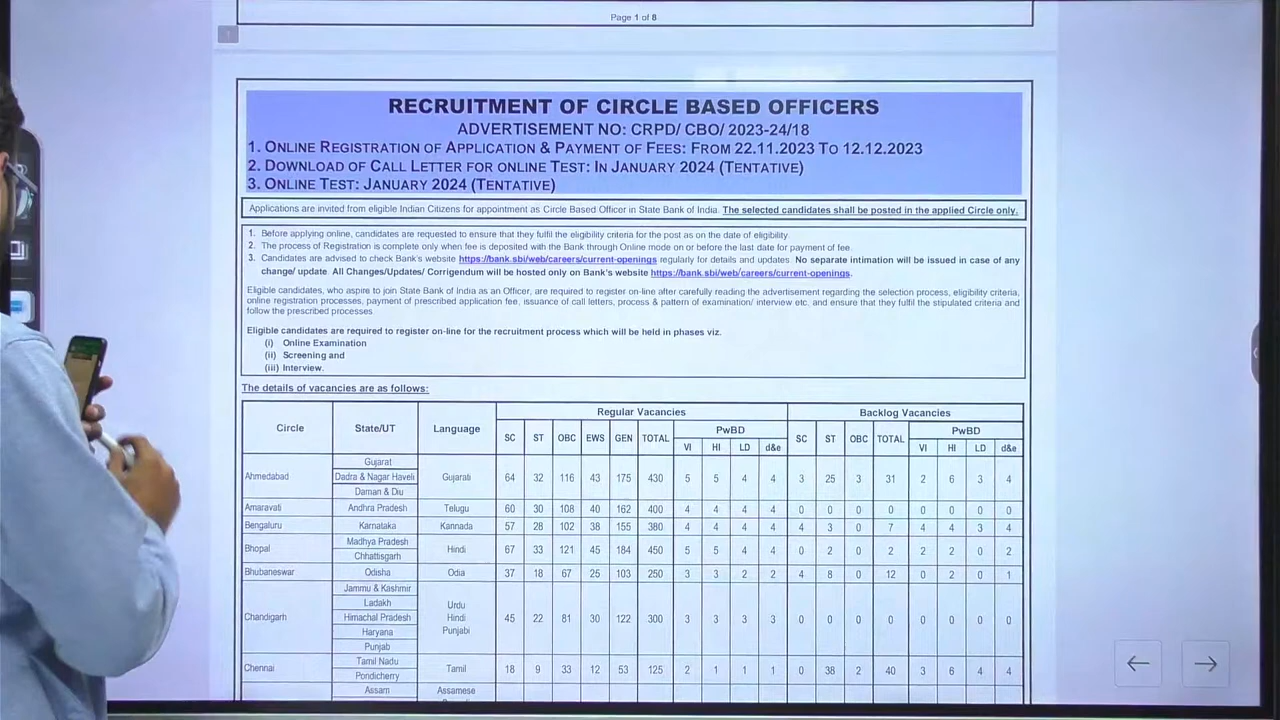 Page 1 of 8
1
RECRUITMENT OF CIRCLE BASED OFFICERS
ADVERTISEMENT NO: CRPD/ CBO/ 2023-24/18
1. ONLINE REGISTRATION OF APPLICATION & PAYMENT OF FEES: FROM 22.11.2023 TO 12.12.2023
2. DOWNLOAD OF CALL LETTER FOR ONLINE TEST: IN JANUARY 2024 (TENTATIVE)
3. ONLINE TEST: JANUARY 2024 (TENTATIVE)
Applications are invited from eligible Indian Citizens for appointment as Circle Based Officer in State Bank of India. The selected candidates shall be posted in the applied Circle only.
1. Before applying online, candidates are requested to ensure that they fulfil the eligibility criteria for the post as on the date of eligibility.
2. The process of Registration is complete only when fee is deposited with the Bank through Online mode on or before the last date for payment of fee.
3. Candidates are advised to check Bank's website https://bank.sbi/web/careers/current-openings regularly for details and updates. No separate intimation will be issued in case of any
change/ update. All Changes/Updates/ Corrigendum will be hosted only on Bank's website https://bank.sbi/web/careers/current-openings.
Eligible candidates, who aspire to join State Bank of India as an Officer, are required to register on-line after carefully reading the advertisement regarding the selection process, eligibility criteria,
online registration processes, payment of prescribed application fee, issuance of call letters, process & pattern of examination/ interview etc. and ensure that they fulfil the stipulated criteria and
follow the prescribed processes.
Eligible candidates are required to register on-line for the recruitment process which will be held in phases viz.
(i) Online Examination
(ii) Screening and
(iii) Interview.
The details of vacancies are as follows:
Circle State/UT Language Regular Vacancies Backlog Vacancies
SC ST OBC EWS GEN TOTAL PwBD SC ST OBC TOTAL PwBD
VI HI LD d&e VI HI LD d&e
Gujarat
Ahmedabad Dadra & Nagar Haveli Gujarati 64 32 116 43 175 430 5 5 4 4 3 25 3 31 2 6 3 4
Daman & Diu
Amaravati Andhra Pradesh Telugu 60 30 108 40 162 400 4 4 4 4 0 0 0 0 0 0 0 0
Bengaluru Karnataka Kannada 57 28 102 38 155 380 4 4 4 4 4 3 0 7 4 4 3 4
Madhya Pradesh
Bhopal Hindi 67 33 121 45 184 450 5 5 4 4 0 2 0 2 2 2 0 2
Chhattisgarh
Bhubaneswar Odisha Odia 37 18 67 25 103 250 3 3 2 2 4 8 0 12 0 2 0 1
Jammu & Kashmir
Ladakh Urdu
Chandigarh Himachal Pradesh Hindi 45 22 81 30 122 300 3 3 3 3 0 0 0 0 0 0 0 0
Haryana Punjabi
Punjab
Tamil Nadu
Chennai Tamil 18 9 33 12 53 125 2 1 1 1 0 38 2 40 3 6 4 4
Pondicherry
Assam Assamese